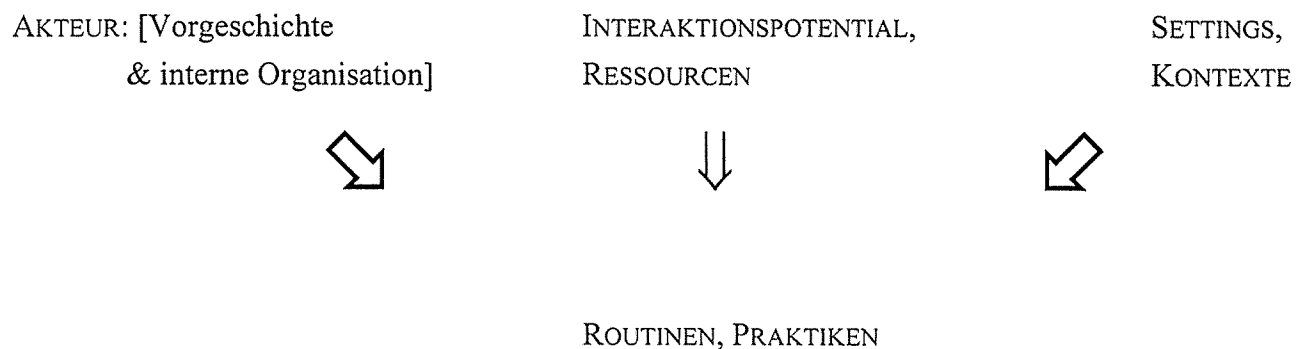 AKTEUR: [Vorgeschichte
& interne Organisation]
INTERAKTIONSPOTENTIAL,
RESSOURCEN
SETTINGS,
KONTEXTE
ROUTINEN, PRAKTIKEN